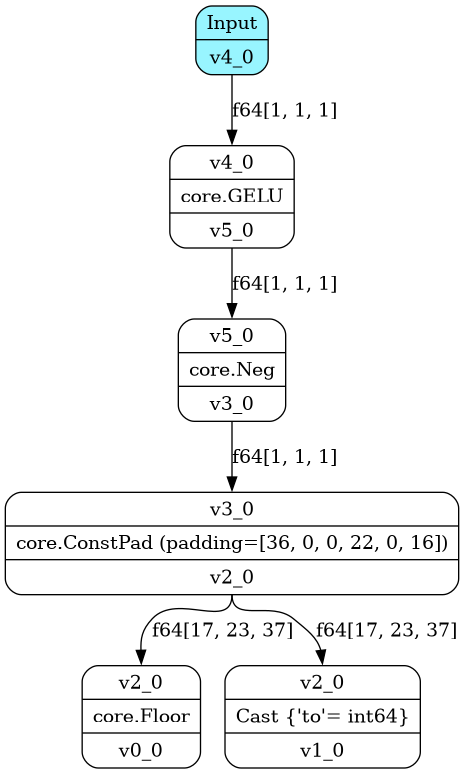 Input
v4_0
f64[1, 1, 1]
v4_0
core.GELU
v5_0
f64[1, 1, 1]
v5_0
core.Neg
v3_0
f64[1, 1, 1]
v3_0
core.ConstPad (padding=[36, 0, 0, 22, 0, 16])
v2_0
f64[17, 23, 37]
f64[17, 23, 37]
v2_0
core.Floor
v0_0
v2_0
Cast {'to'= int64}
v1_0